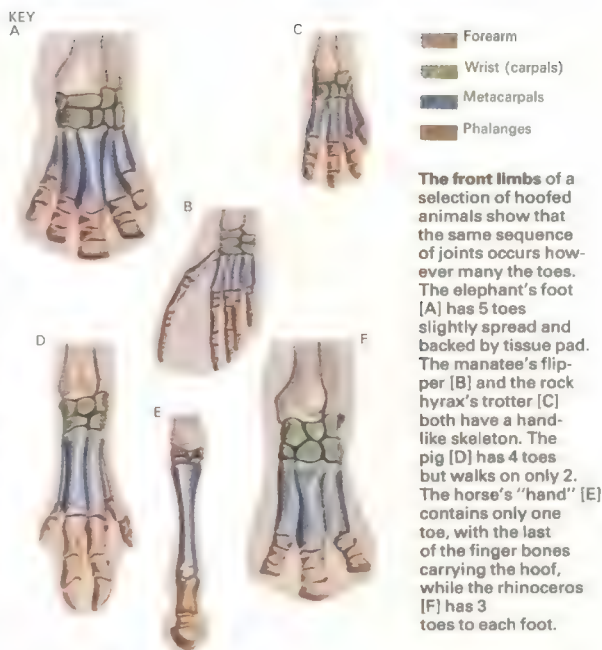 KEY
A
C
B
D
F
E
Forearm
Wrist (carpals)
Metacarpals
Phalanges
The front limbs of a
selection of hoofed
animals show that
the same sequence
of joints occurs how-
ever many the toes.
The elephant's foot
[A] has 5 toes
slightly spread and
backed by tissue pad.
The manatee's flip-
per [B] and the rock
hyrax's trotter [C]
both have a hand-
like skeleton. The
pig [D] has 4 toes
but walks on only 2.
The horse's "hand" [E]
contains only one
toe, with the last
of the finger bones
carrying the hoof,
while the rhinoceros
[F] has 3
toes to each foot.